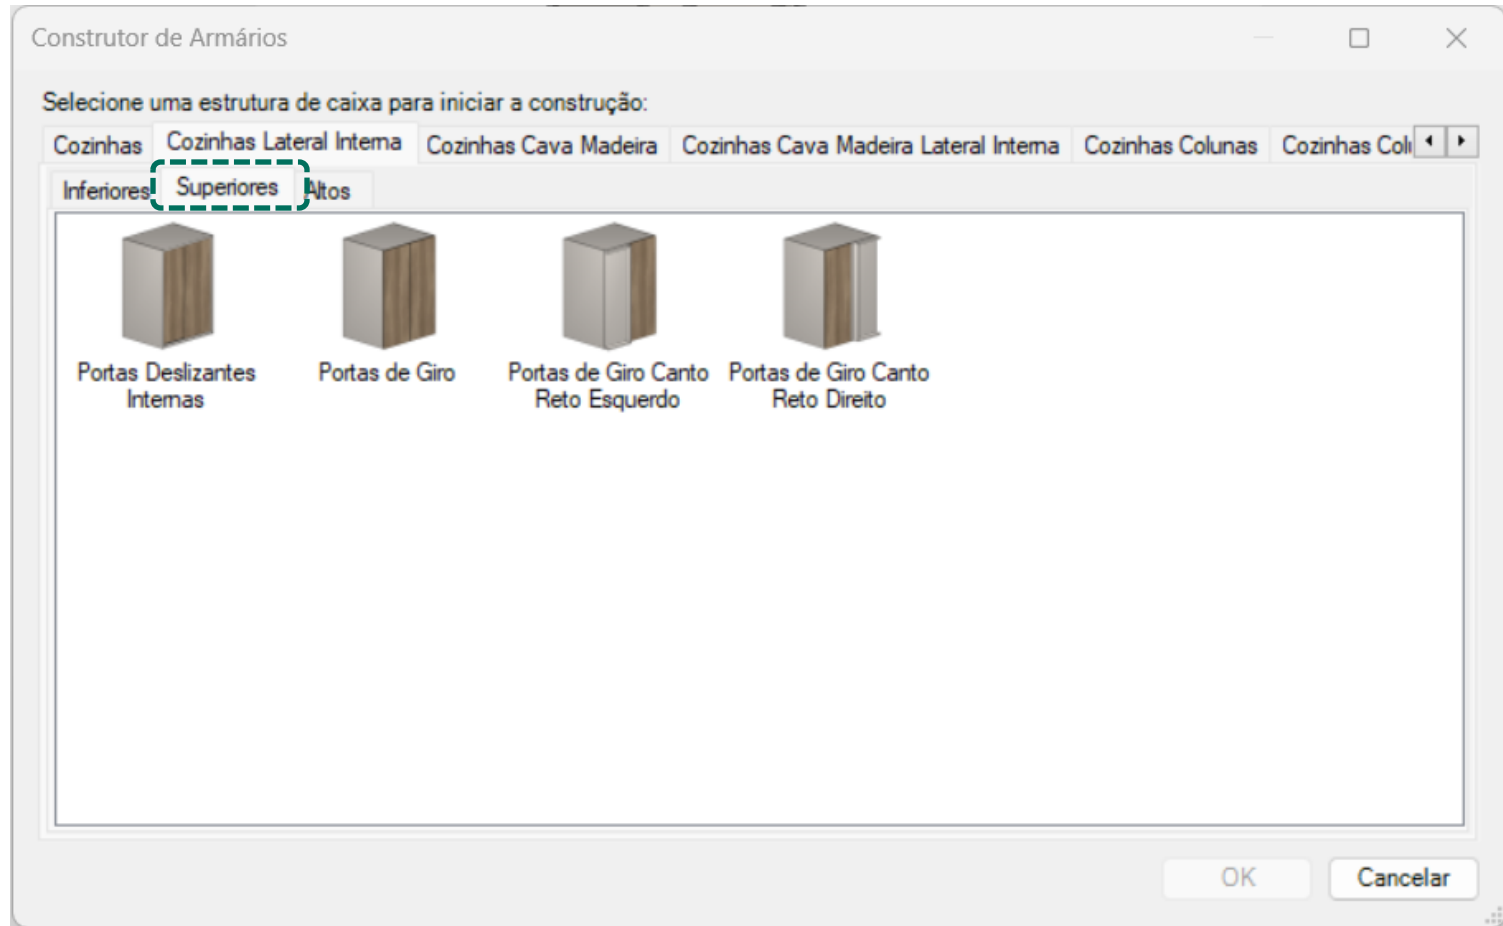 Construtor de Armários
Selecione uma estrutura de caixa para iniciar a construção:
Cozinhas Cozinhas Lateral Interna Cozinhas Cava Madeira Cozinhas Cava Madeira Lateral Interna Cozinhas Colunas Cozinhas Colu
Inferiores Superiores Altos
Portas Deslizantes Internas
Portas de Giro
Portas de Giro Canto Reto Esquerdo
Portas de Giro Canto Reto Direito
OK Cancelar